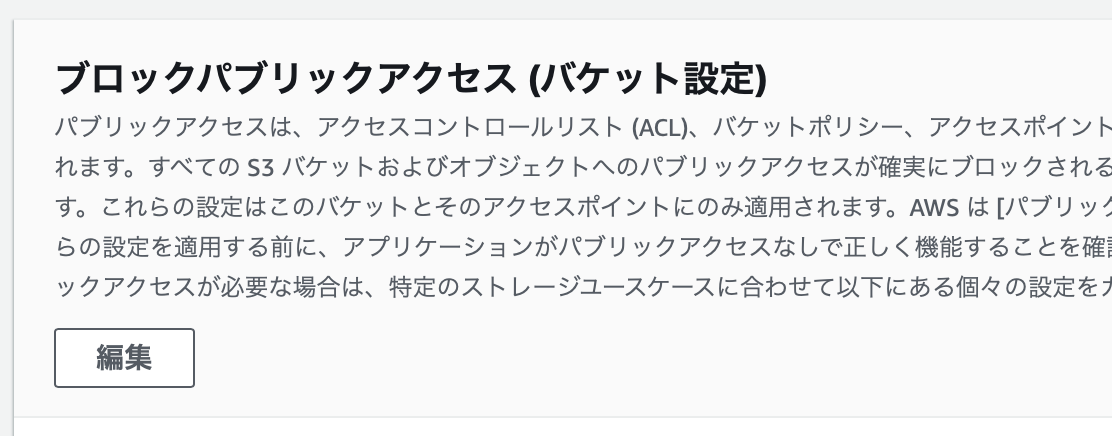 ブロックパブリックアクセス (バケット設定)
パブリックアクセスは、アクセスコントロールリスト (ACL)、バケットポリシー、アクセスポイント
れます。すべての S3 バケットおよびオブジェクトへのパブリックアクセスが確実にブロックされる
す。これらの設定はこのバケットとそのアクセスポイントにのみ適用されます。AWS は [パブリック
らの設定を適用する前に、アプリケーションがパブリックアクセスなしで正しく機能することを確認
ックアクセスが必要な場合は、特定のストレージユースケースに合わせて以下にある個々の設定をカ
編集